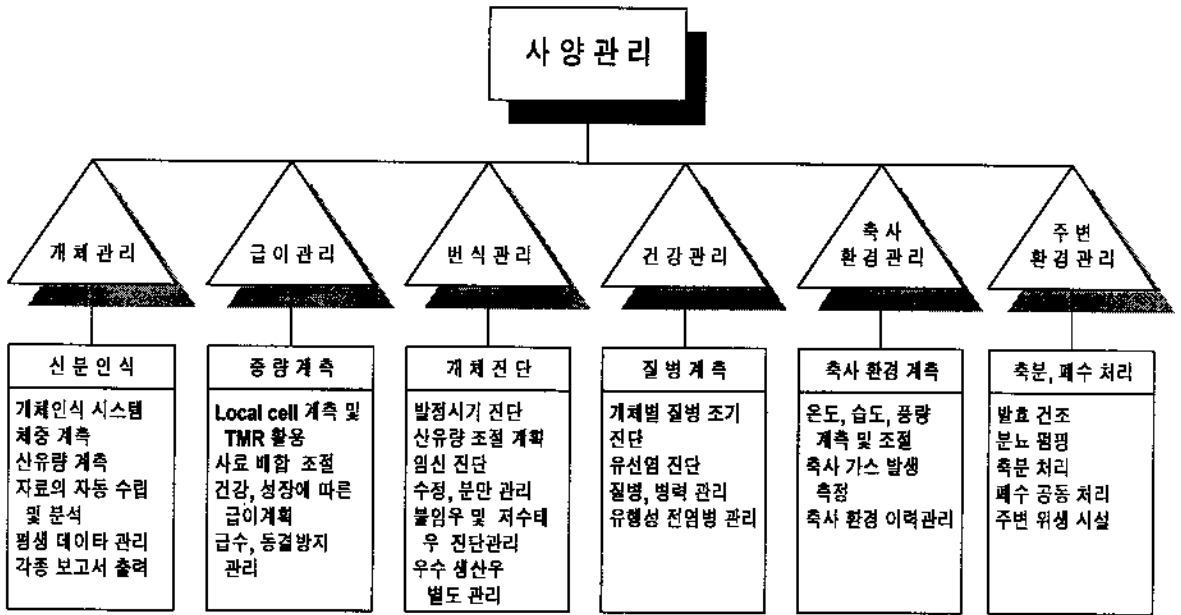 사양관리
개체관리
급이관리
번식관리
건강관리
축사
환경관리
주변
환경관리
신분인식
개체인식 시스템
체중 계측
산유량 계측
자료의 자동 수립
및 분석
평생 데이타 관리
각종 보고서 출력
중량계측
Local cell 계측 및
TMR 활용
사료 배합 조절
건강, 성장에 따른
급이계획
급수, 동결방지
관리
개체진단
발정시기 진단
산유량 조절 계획
임신 진단
수정, 분만 관리
불임우 및 저수태
우 진단관리
우수 생산우
별도 관리
질병계측
개체별 질병 조기
진단
유선염 진단
질병, 병력 관리
유행성 전염병 관리
축사 환경 계측
온도, 습도, 풍량
계측 및 조절
축사 가스 발생
측정
축사 환경 이력관리
축분, 폐수 처리
발효 건조
분뇨 펌핑
축분 처리
폐수 공동 처리
주변 위생 시설